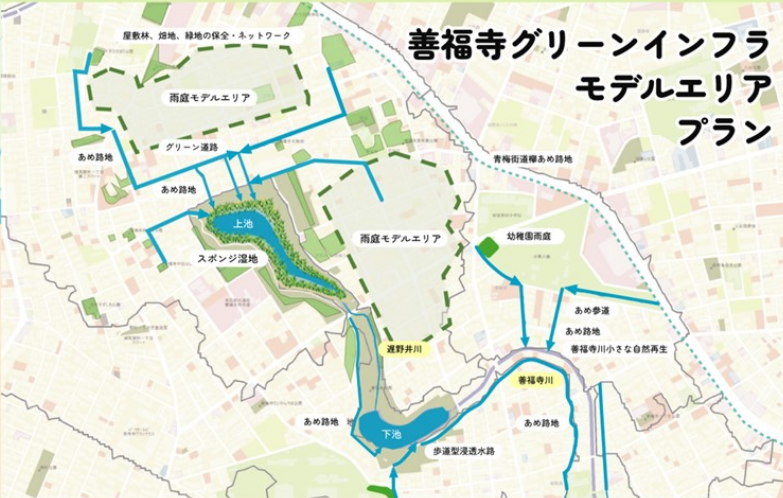 善福寺グリーンインフラ
モデルエリア
プラン
屋敷林、畑地、緑地の保全・ネットワーク
雨庭モデルエリア
グリーン道路
あめ路地
あめ路地
青梅街道欅あめ路地
上池
スポンジ湿地
雨庭モデルエリア
幼稚園雨庭
あめ参道
あめ路地
善福寺川小さな自然再生
遅野井川
善福寺川
あめ路地
下池
あめ路地
歩道型浸透水路